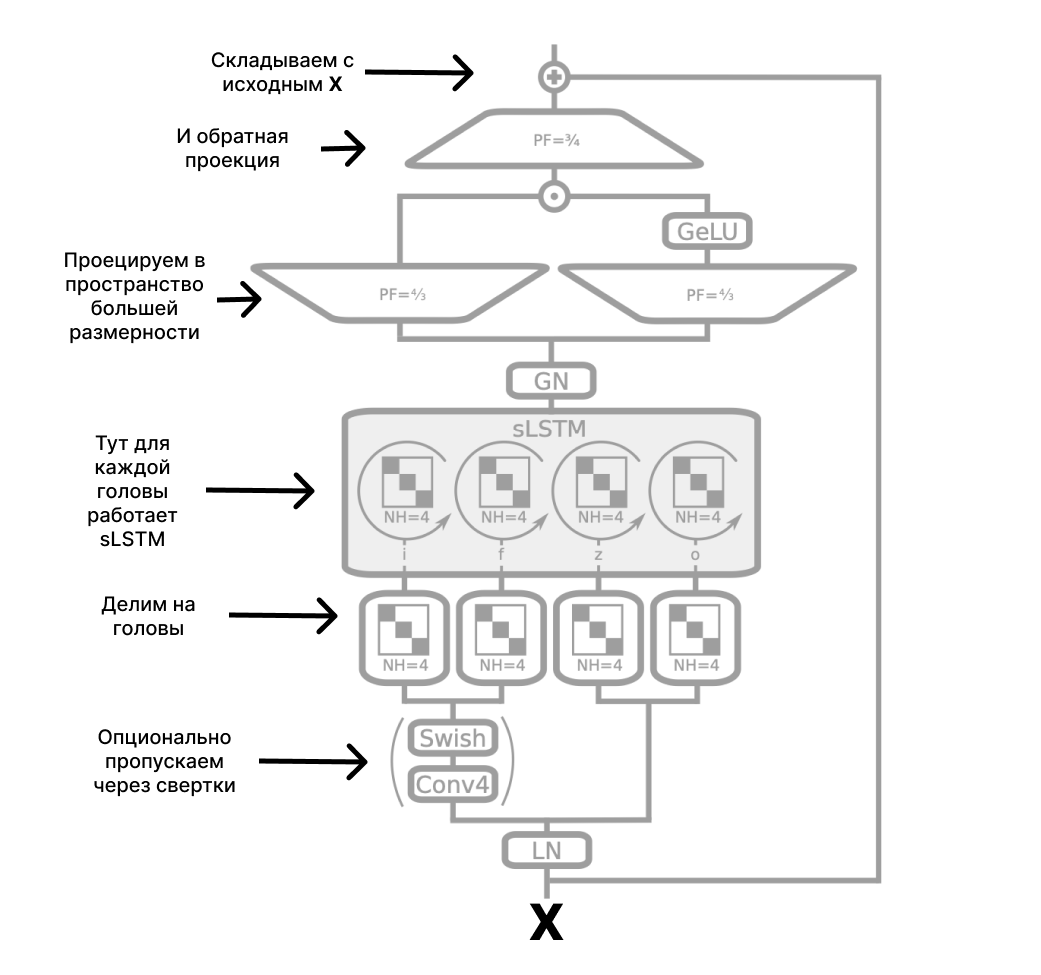 Складываем с
исходным X
И обратная
проекция
PF=¾
GeLU
Проецируем в
пространство
большей
размерности
PF=⁴⁄₃
PF=⁴⁄₃
GN
sLSTM
Тут для
каждой
головы
работает
sLSTM
NH=4
NH=4
NH=4
NH=4
i
f
z
o
Делим на
головы
NH=4
NH=4
NH=4
NH=4
Опционально
пропускаем
через свертки
Swish
Conv4
LN
X